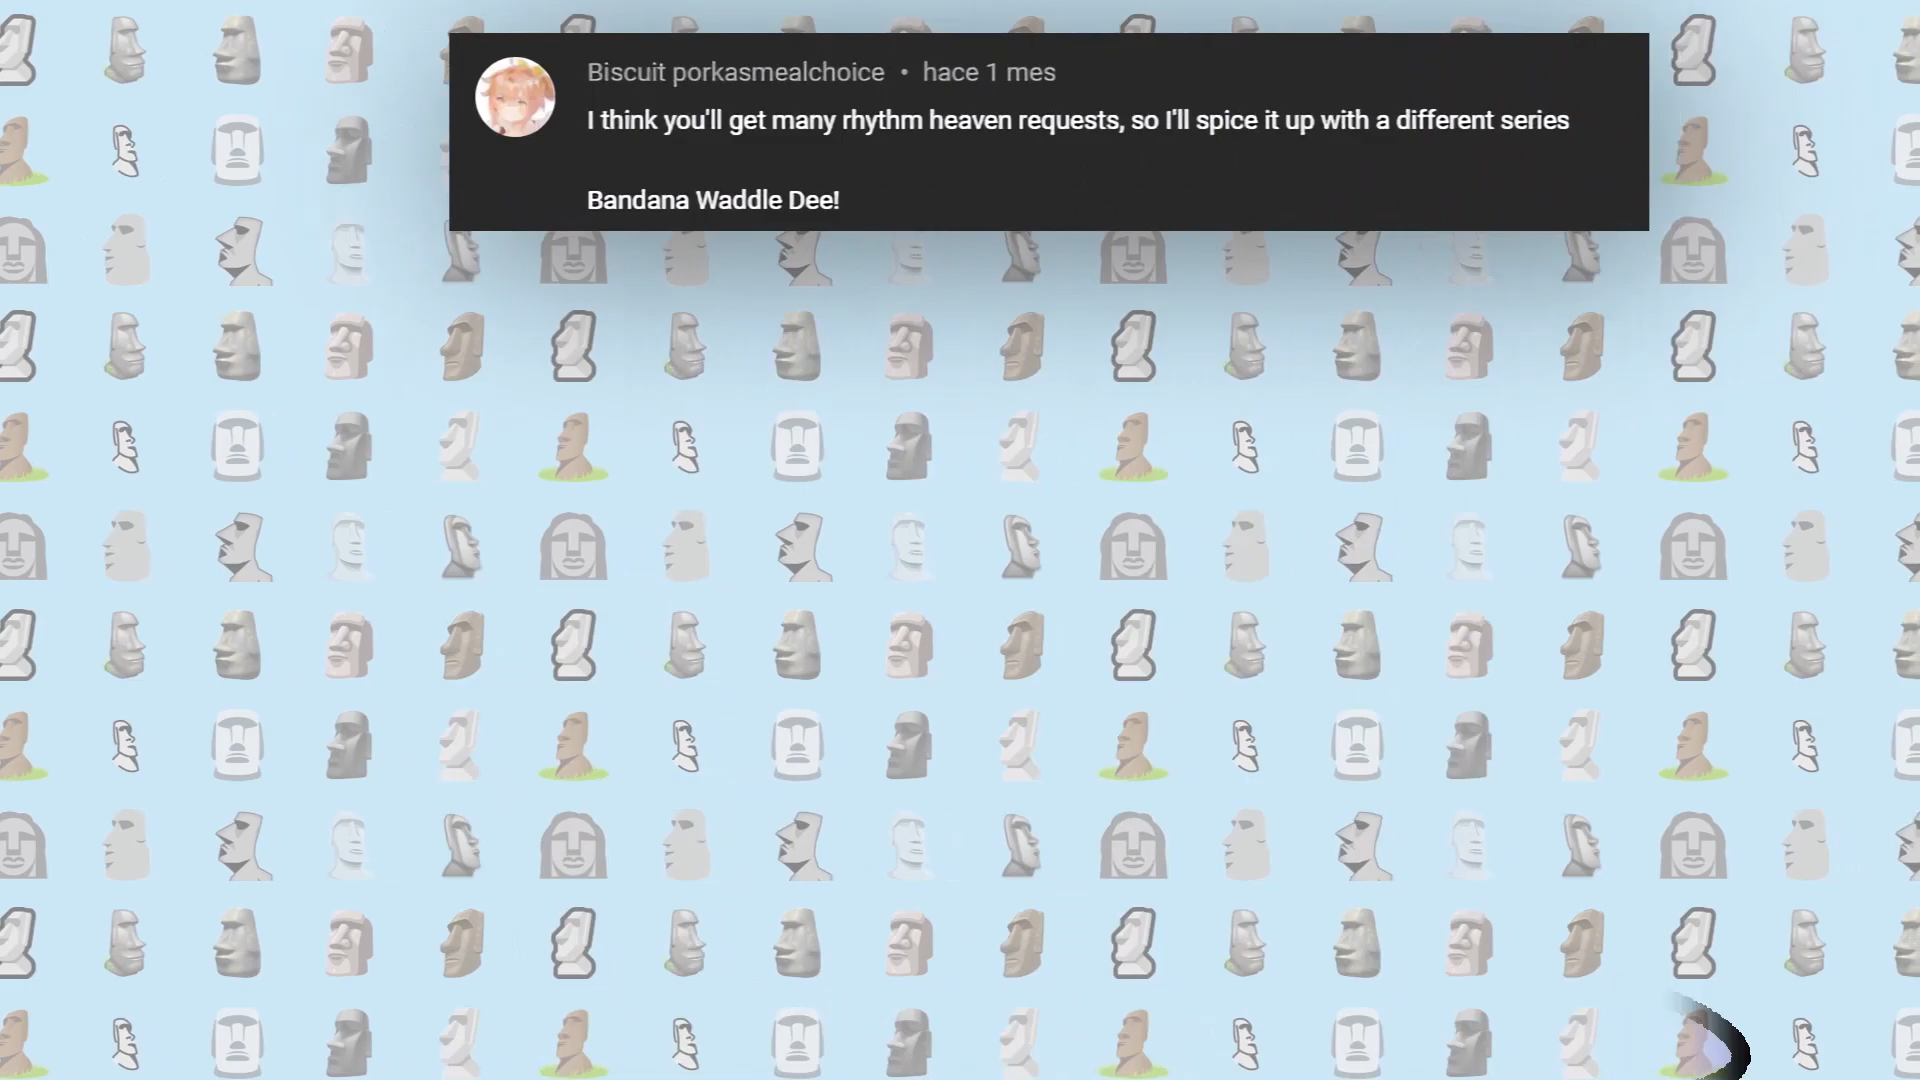 Biscuit porkasmealchoice • hace 1 mes
I think you'll get many rhythm heaven requests, so I'll spice it up with a different series
Bandana Waddle Dee!